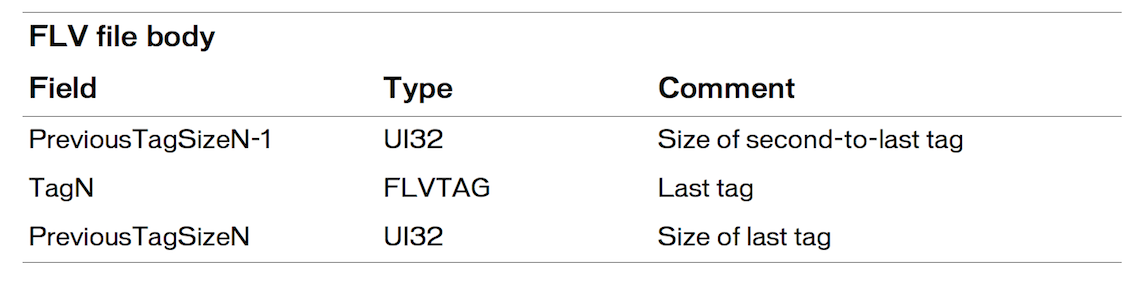 FLV file body
Field Type Comment
PreviousTagSizeN-1 UI32 Size of second-to-last tag
TagN FLVTAG Last tag
PreviousTagSizeN UI32 Size of last tag